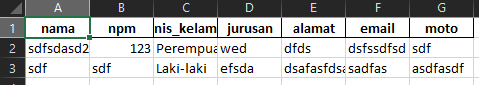 A B C D E F G
1 nama npm nis_kelam jurusan alamat email moto
2 sdfsdasd2 123 Perempua wed dfds dsfssdfsd sdf
3 sdf sdf Laki-laki efsda dsafasfdsa sadfas asdfasdf